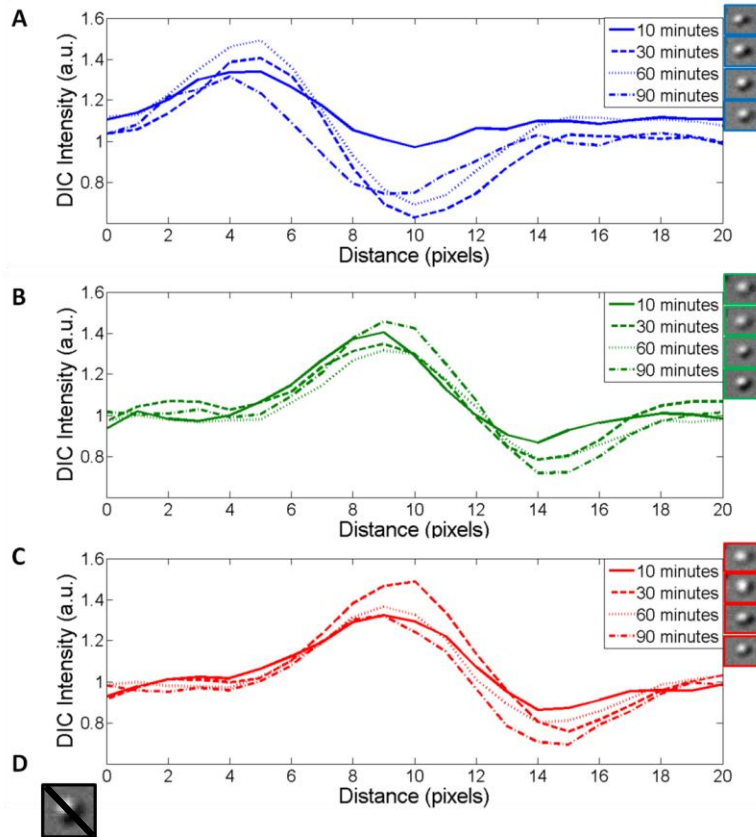 A
DIC Intensity (a.u.)
1.6
1.4
1.2
1
0.8
0 2 4 6 8 10 12 14 16 18 20
Distance (pixels)
10 minutes
30 minutes
60 minutes
90 minutes
B
DIC Intensity (a.u.)
1.6
1.4
1.2
1
0.8
0 2 4 6 8 10 12 14 16 18 20
Distance (pixels)
10 minutes
30 minutes
60 minutes
90 minutes
C
DIC Intensity (a.u.)
1.6
1.4
1.2
1
0.8
0 2 4 6 8 10 12 14 16 18 20
Distance (pixels)
10 minutes
30 minutes
60 minutes
90 minutes
D